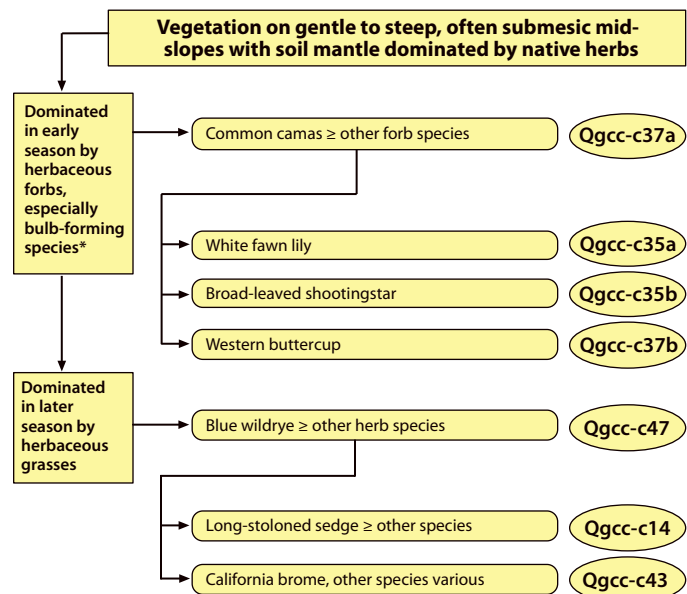 Vegetation on gentle to steep, often submesic mid-
slopes with soil mantle dominated by native herbs
Dominated
in early
season by
herbaceous
forbs,
especially
bulb-forming
species*
Common camas ≥ other forb species
Qgcc-c37a
White fawn lily
Qgcc-c35a
Broad-leaved shootingstar
Qgcc-c35b
Western buttercup
Qgcc-c37b
Dominated
in later
season by
herbaceous
grasses
Blue wildrye ≥ other herb species
Qgcc-c47
Long-stoloned sedge ≥ other species
Qgcc-c14
California brome, other species various
Qgcc-c43